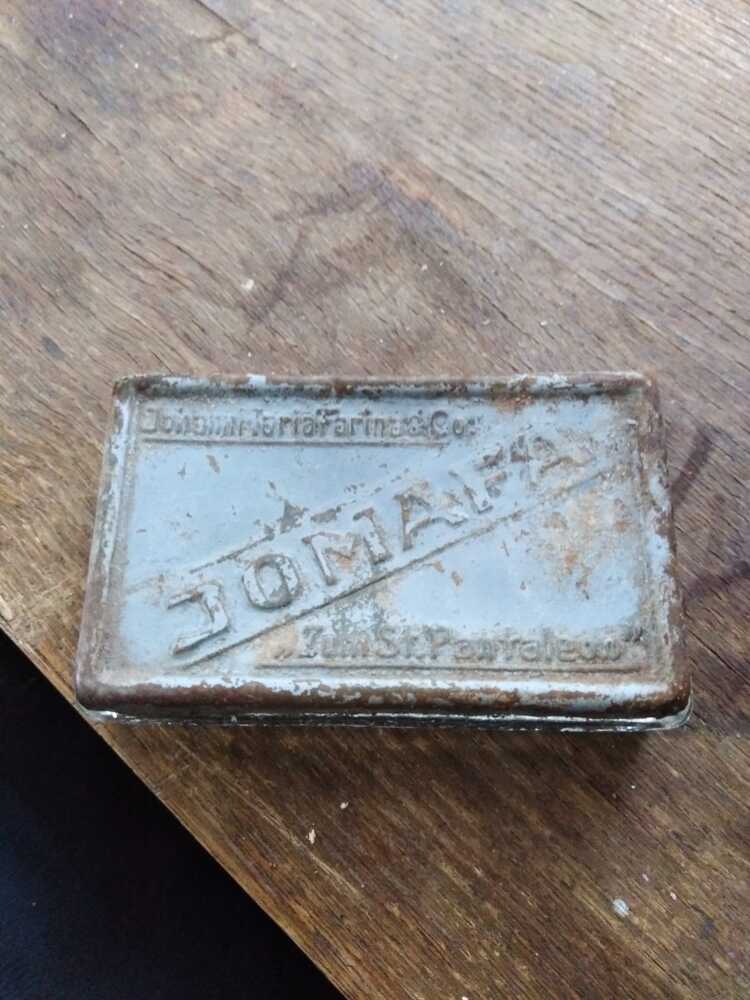 Johann Maria Farina & Co.
JOMAFA
„Zum St. Pantaleon"